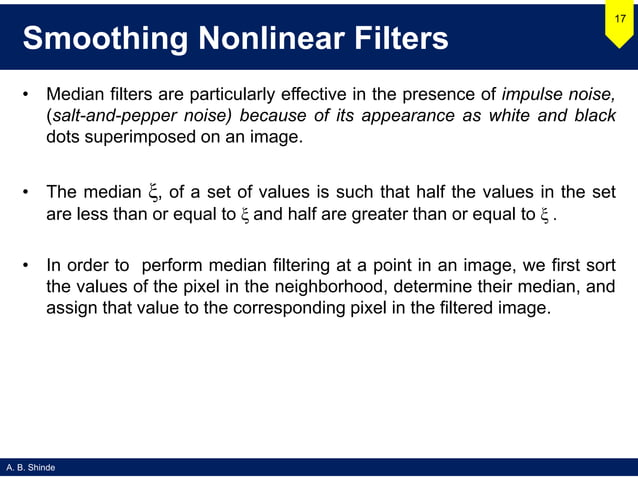 17
Smoothing Nonlinear Filters
• Median filters are particularly effective in the presence of impulse noise,
(salt-and-pepper noise) because of its appearance as white and black
dots superimposed on an image.
• The median ξ, of a set of values is such that half the values in the set
are less than or equal to ξ and half are greater than or equal to ξ .
• In order to perform median filtering at a point in an image, we first sort
the values of the pixel in the neighborhood, determine their median, and
assign that value to the corresponding pixel in the filtered image.
A. B. Shinde